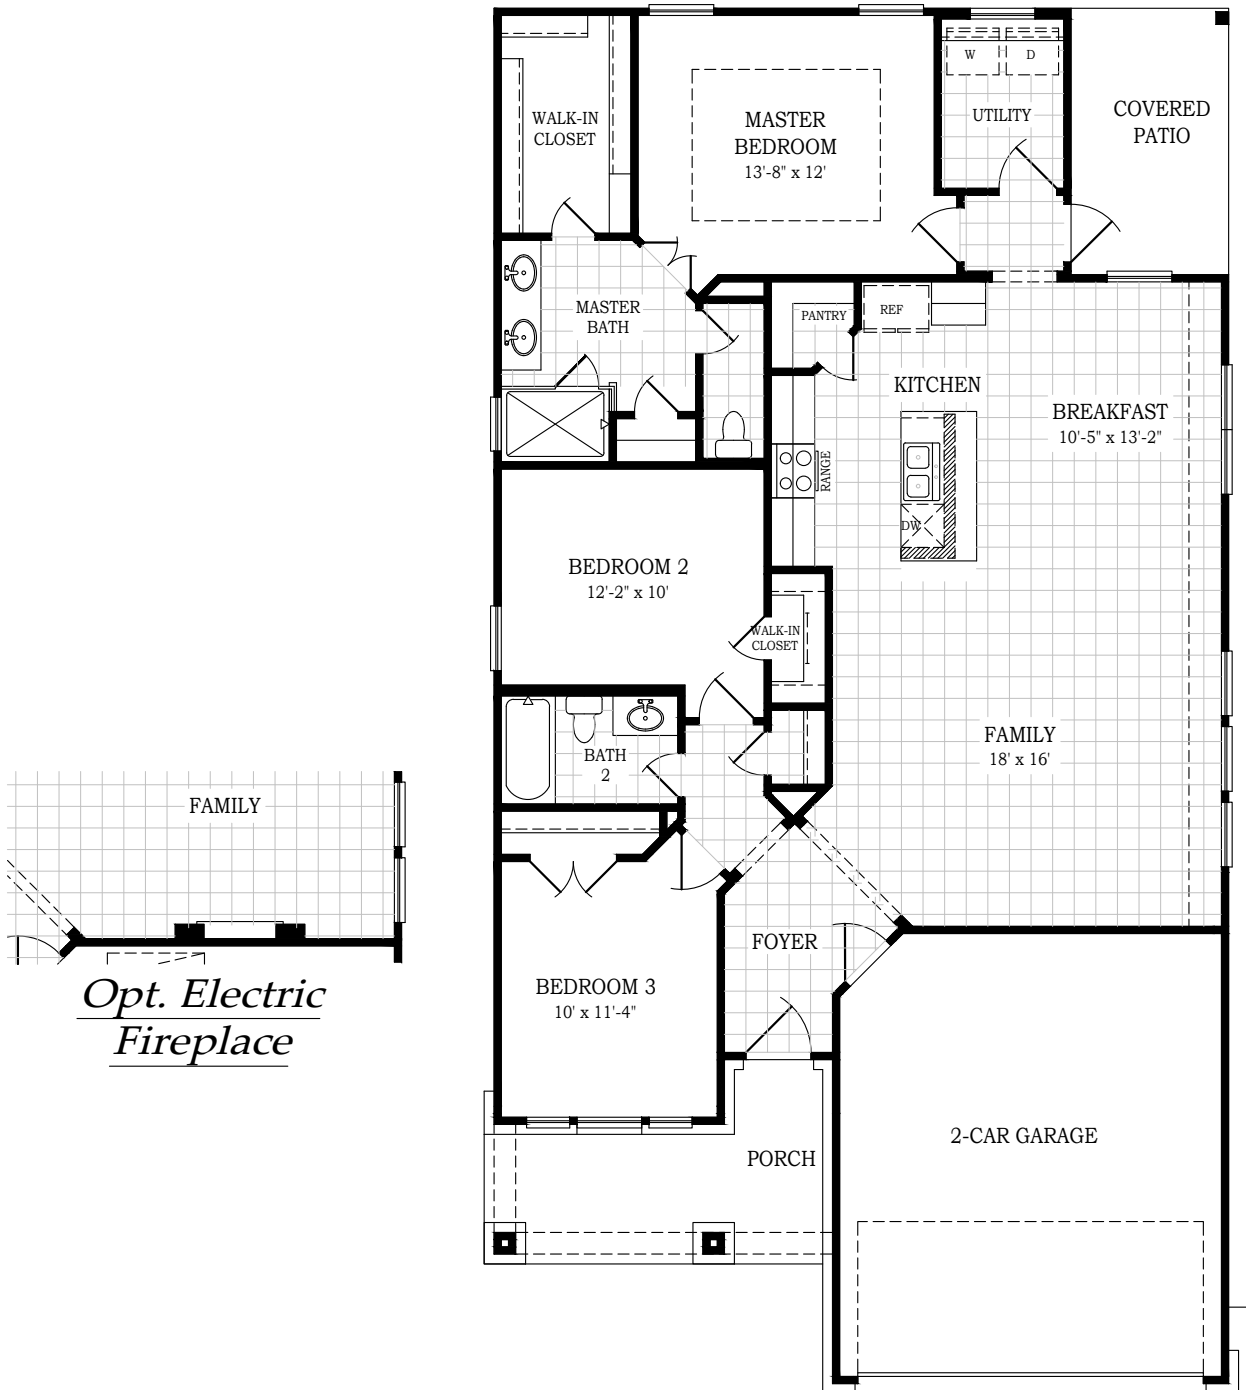 W
D
UTILITY
COVERED
PATIO
WALK-IN
CLOSET
MASTER
BEDROOM
13'-8" x 12'
MASTER
BATH
PANTRY
REF
KITCHEN
BREAKFAST
10'-5" x 13'-2"
RANGE
DW
BEDROOM 2
12'-2" x 10'
WALK-IN
CLOSET
BATH
2
FAMILY
18' x 16'
FAMILY
Opt. Electric
Fireplace
FOYER
BEDROOM 3
10' x 11'-4"
PORCH
2-CAR GARAGE